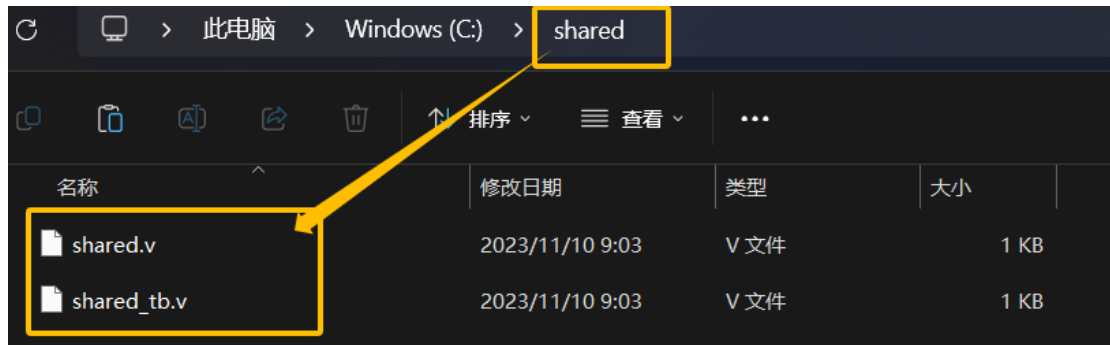 此电脑 > Windows (C:) > shared
排序 查看 •••
名称 修改日期 类型 大小
shared.v 2023/11/10 9:03 V 文件 1 KB
shared_tb.v 2023/11/10 9:03 V 文件 1 KB